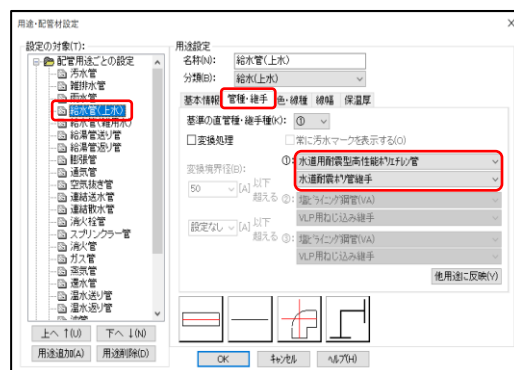 用途・配管材設定
設定の対象(T):
配管用途ごとの設定
汚水管
雑排水管
雨水管
給水管(上水)
給水管(雑用水)
給湯管送り管
給湯管返り管
膨張管
通気管
空気抜き管
連結送水管
連結散水管
消火栓管
スプリンクラー管
ガス管
蒸気管
還水管
温水送り管
温水返り管
油管
上へ ↑(U)
下へ ↓(N)
用途追加(A)
用途削除(D)
用途設定
名称(M):
給水管(上水)
分類(B):
給水(上水)
基本情報
管種・継手
色・線種
線幅
保温厚
基準の直管種・継手種(K):
①
変換処理
常に汚水マークを表示する(O)
変換境界径(E):
①:
水道用耐震型高性能ポリエチレン管
水道耐震ポリ管継手
50
[A]
以下
超える
②:
塩ビライニング鋼管(VA)
VLP用ねじ込み継手
設定なし
[A]
以下
超える
③:
塩ビライニング鋼管(VA)
VLP用ねじ込み継手
他用途に反映(Y)
OK
キャンセル
ヘルプ(H)